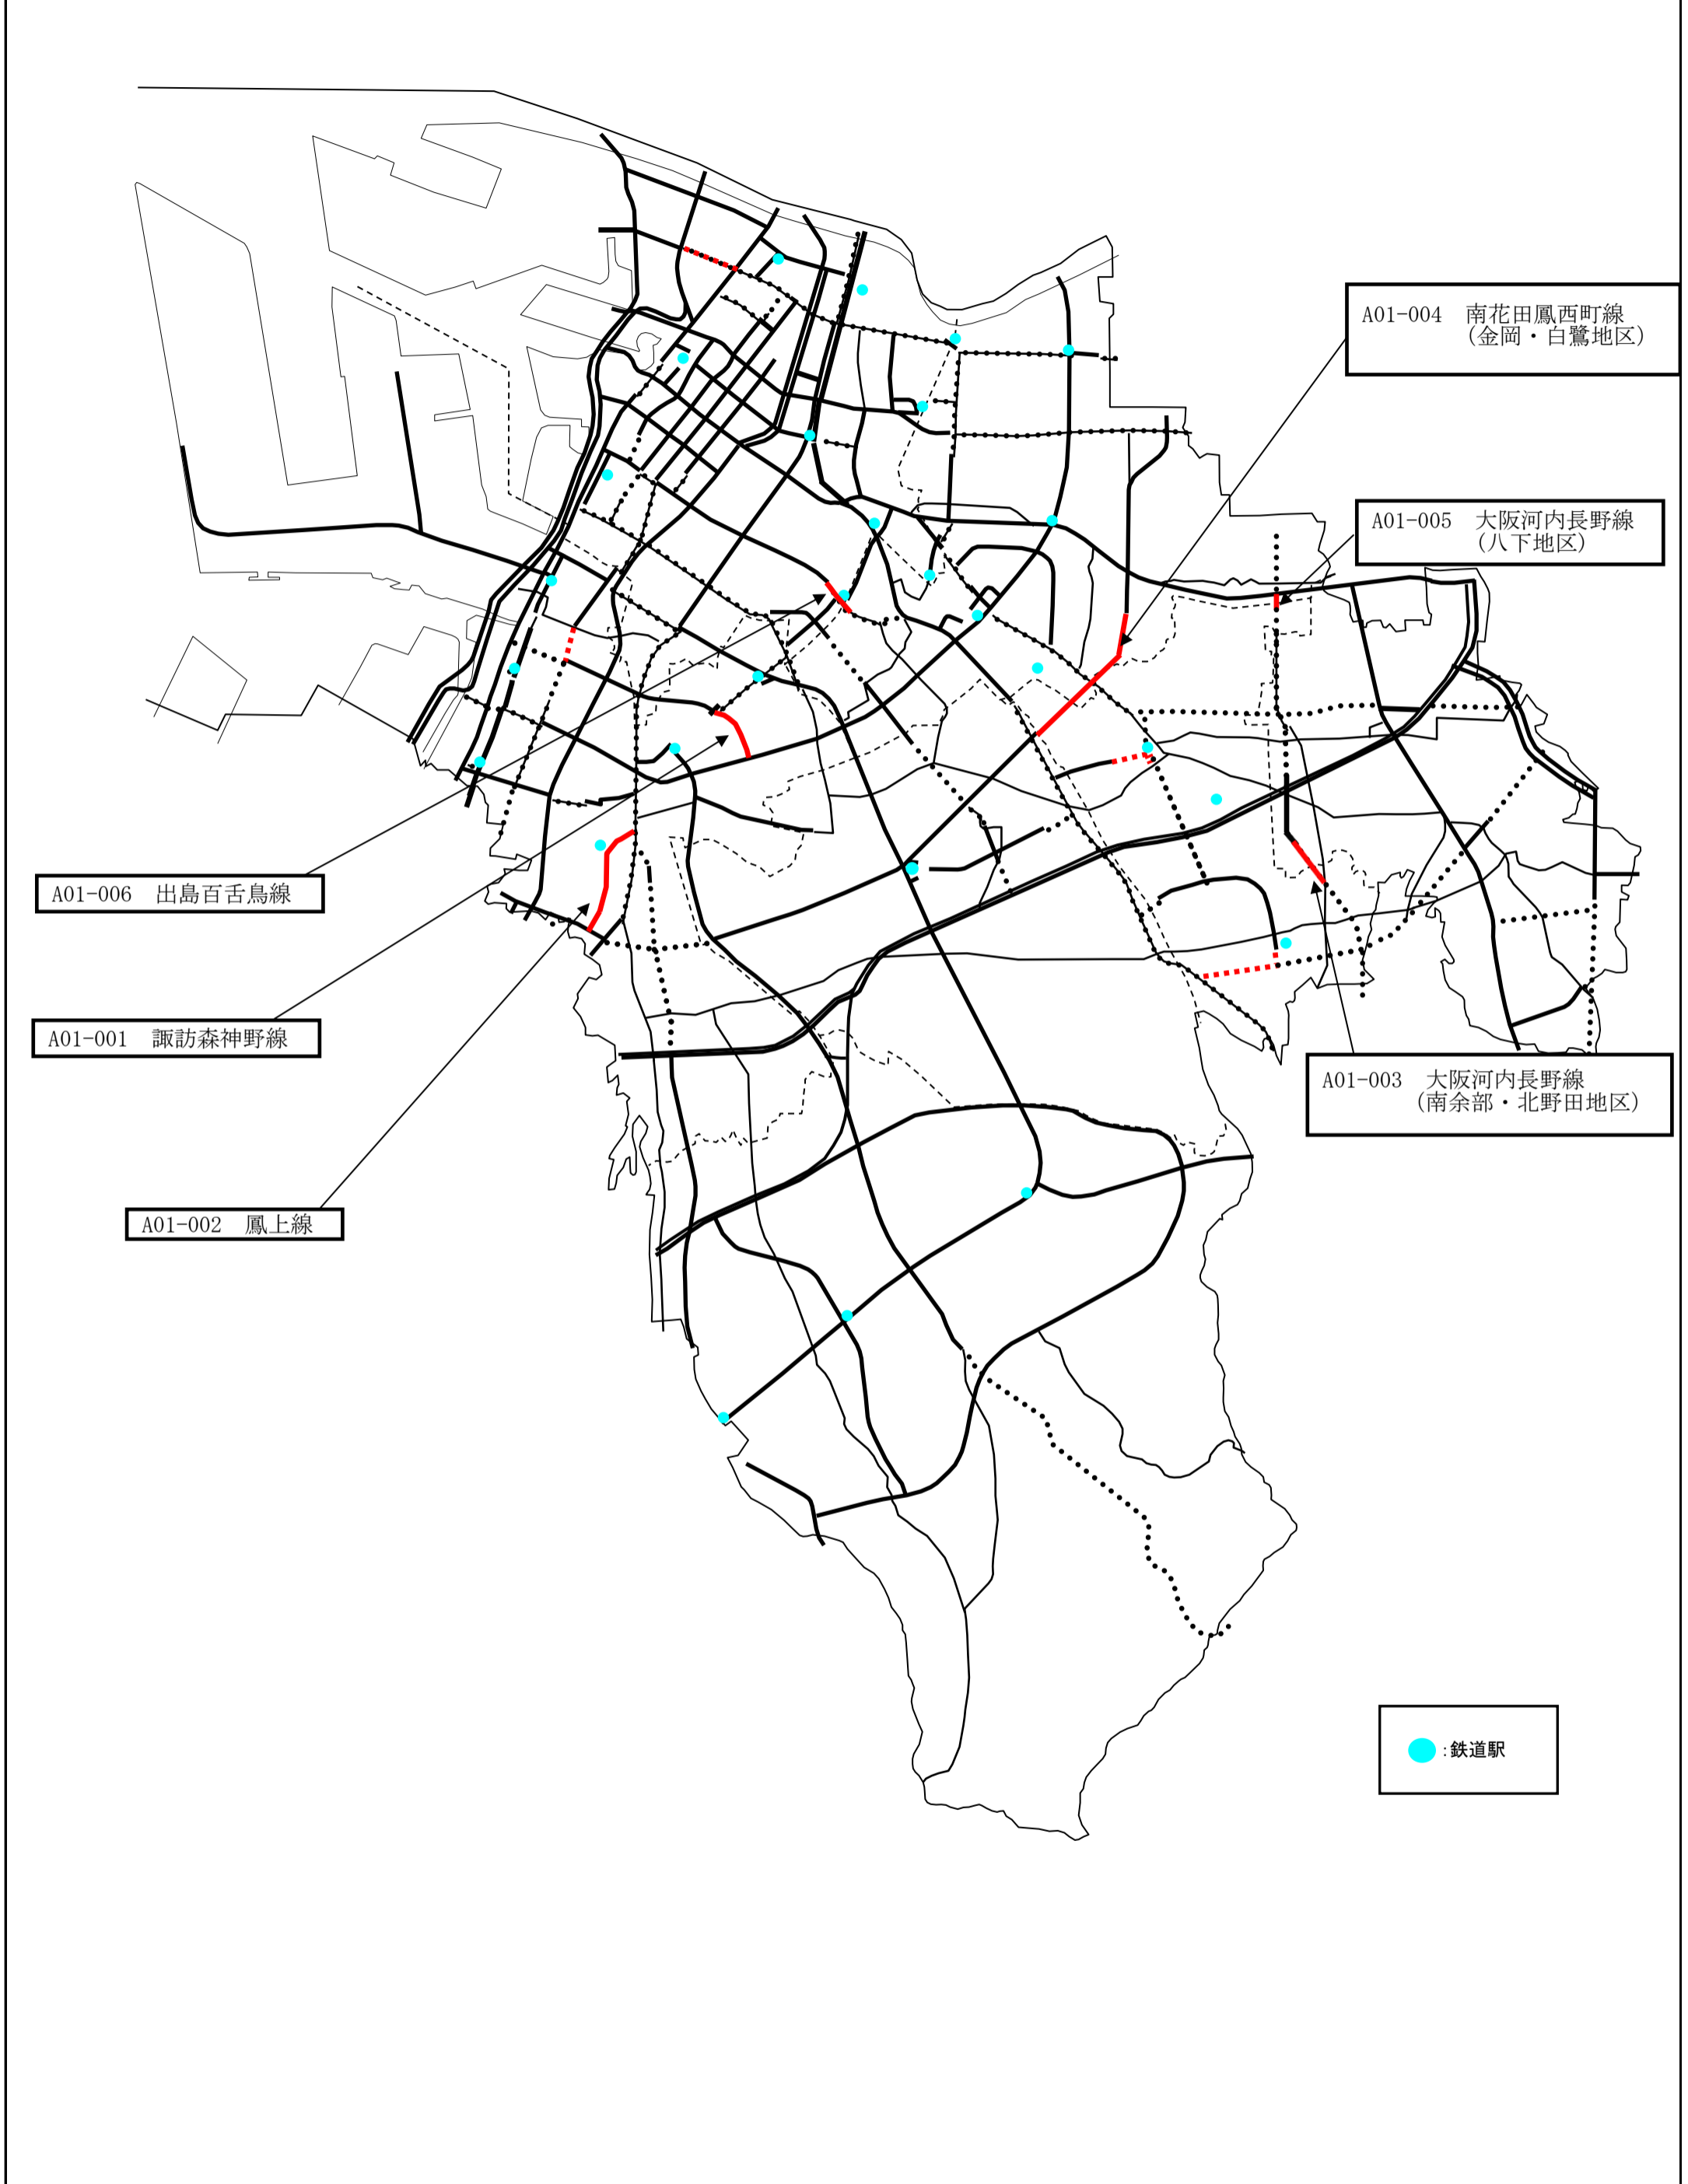 A01-004　南花田鳳西町線
(金岡・白鷺地区)
A01-005　大阪河内長野線
(八下地区)
A01-006　出島百舌鳥線
A01-001　諏訪森神野線
A01-003　大阪河内長野線
(南余部・北野田地区)
A01-002　鳳上線
：鉄道駅